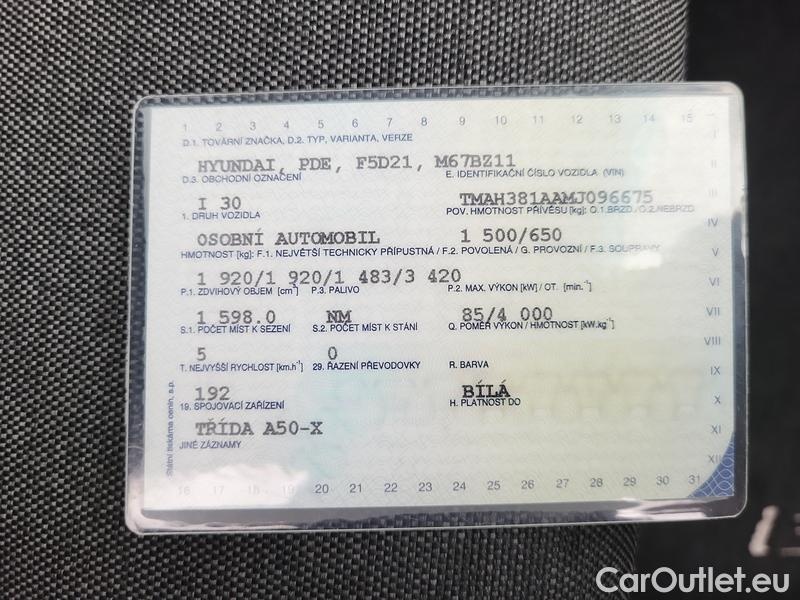 1 2 3 4 5 6 7 8 9 10 11 12 13 14 15
I
D.1. TOVÁRNÍ ZNAČKA, D.2. TYP, VARIANTA, VERZE
HYUNDAI, PDE, F5D21, M67BZ11
II
D.3. OBCHODNÍ OZNAČENÍ E. IDENTIFIKAČNÍ ČÍSLO VOZIDLA (VIN)
I 30 TMAH381AAMJ096675
III
1. DRUH VOZIDLA POV. HMOTNOST PŘÍVĚSU [kg]: O.1.BRZD./O.2.NEBRZD
IV
OSOBNÍ AUTOMOBIL 1 500/650
HMOTNOST [kg]: F.1. NEJVĚTŠÍ TECHNICKY PŘÍPUSTNÁ / F.2. POVOLENÁ / G. PROVOZNÍ / F.3. SOUPRAVY
V
1 920/1 920/1 483/3 420
VI
P.1. ZDVIHOVÝ OBJEM [cm³] P.3. PALIVO P.2. MAX. VÝKON [kW] / OT. [min.⁻¹]
1 598.0 NM 85/4 000
VII
S.1. POČET MÍST K SEZENÍ S.2. POČET MÍST K STÁNÍ Q. POMĚR VÝKON / HMOTNOST [kW.kg⁻¹]
VIII
5 0
T. NEJVYŠŠÍ RYCHLOST [km.h⁻¹] 29. ŘAZENÍ PŘEVODOVKY R. BARVA
IX
192 BÍLÁ
X
19. SPOJOVACÍ ZAŘÍZENÍ H. PLATNOST DO
TŘÍDA A50-X
XI
JINÉ ZÁZNAMY
XII
Státní tiskárna cenin, s.p.
16 17 18 19 20 21 22 23 24 25 26 27 28 29 30 31
CarOutlet.eu